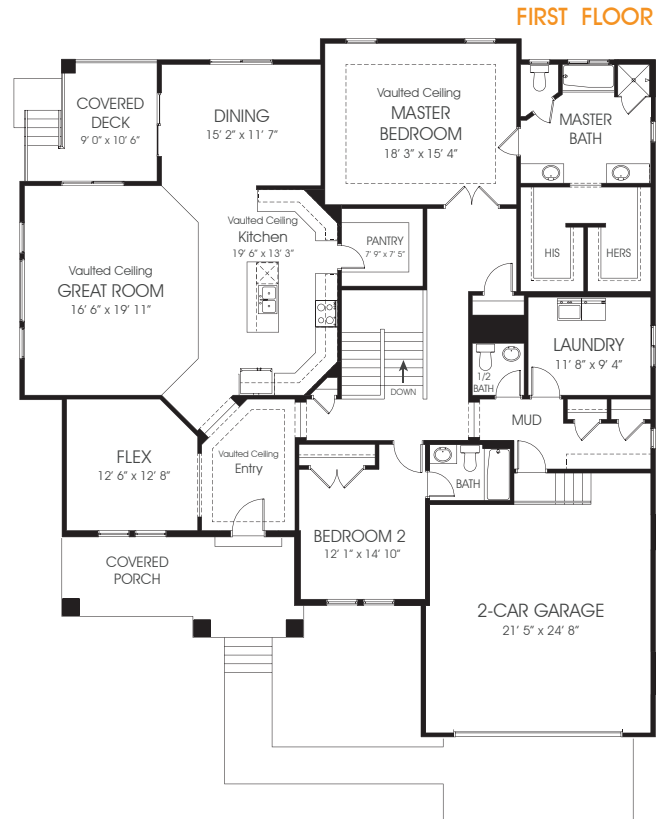 FIRST FLOOR
COVERED
DECK
9' 0” x 10' 6”
DINING
15' 2” x 11' 7”
Vaulted Ceiling
MASTER
BEDROOM
18' 3” x 15' 4”
MASTER
BATH
Vaulted Ceiling
Kitchen
19' 6” x 13' 3”
PANTRY
7' 9” x 7' 5”
HIS
HERS
Vaulted Ceiling
GREAT ROOM
16' 6” x 19' 11”
LAUNDRY
11' 8” x 9' 4”
1/2
BATH
DOWN
MUD
FLEX
12' 6” x 12' 8”
Vaulted Ceiling
Entry
BATH
BEDROOM 2
12' 1” x 14' 10”
COVERED
PORCH
2-CAR GARAGE
21' 5” x 24' 8”